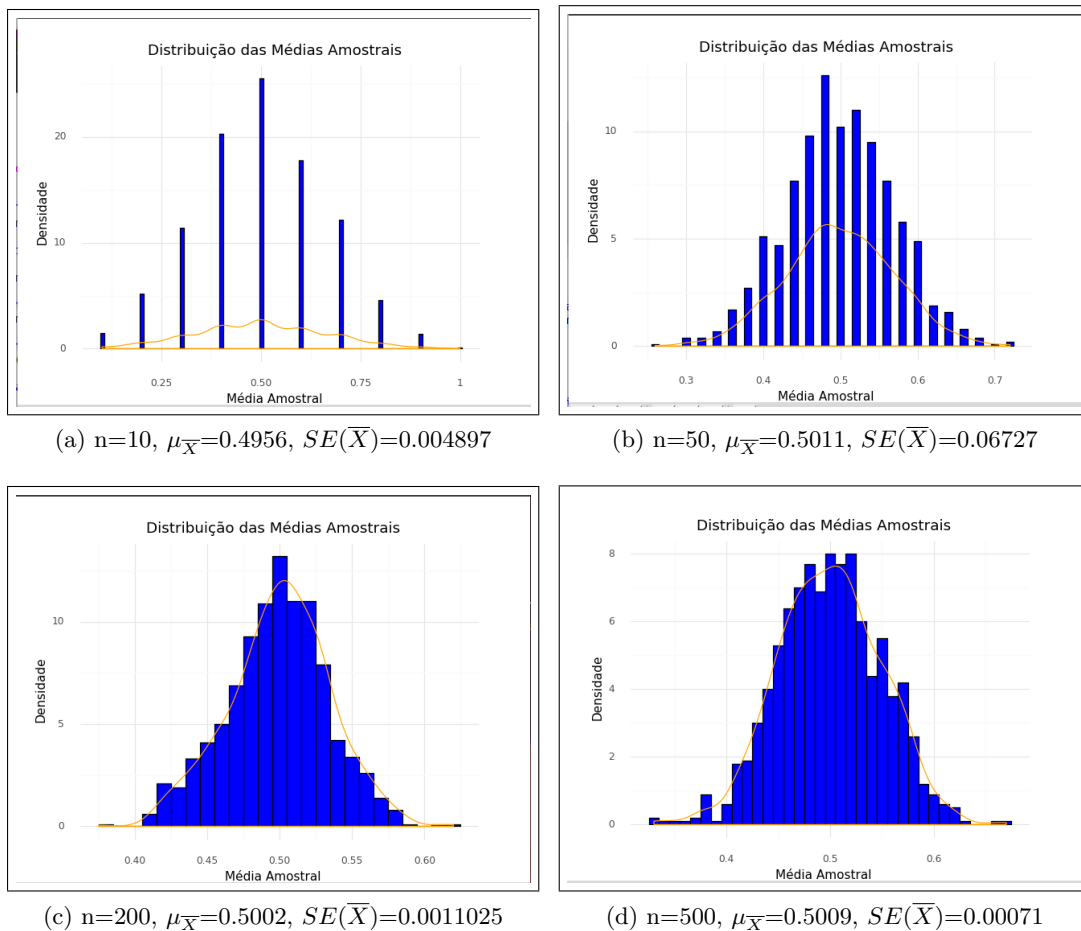 Distribuição das Médias Amostrais
Densidade
20
10
0
0.25 0.50 0.75 1
Média Amostral
(a) n=10, μ_X̅=0.4956, SE(X̅)=0.004897
Distribuição das Médias Amostrais
Densidade
10
5
0
0.3 0.4 0.5 0.6 0.7
Média Amostral
(b) n=50, μ_X̅=0.5011, SE(X̅)=0.06727
Distribuição das Médias Amostrais
Densidade
10
5
0
0.40 0.45 0.50 0.55 0.60
Média Amostral
(c) n=200, μ_X̅=0.5002, SE(X̅)=0.0011025
Distribuição das Médias Amostrais
Densidade
8
6
4
2
0
0.4 0.5 0.6
Média Amostral
(d) n=500, μ_X̅=0.5009, SE(X̅)=0.00071